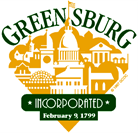 GREENSBURG
★ INCORPORATED ★
February 9, 1799